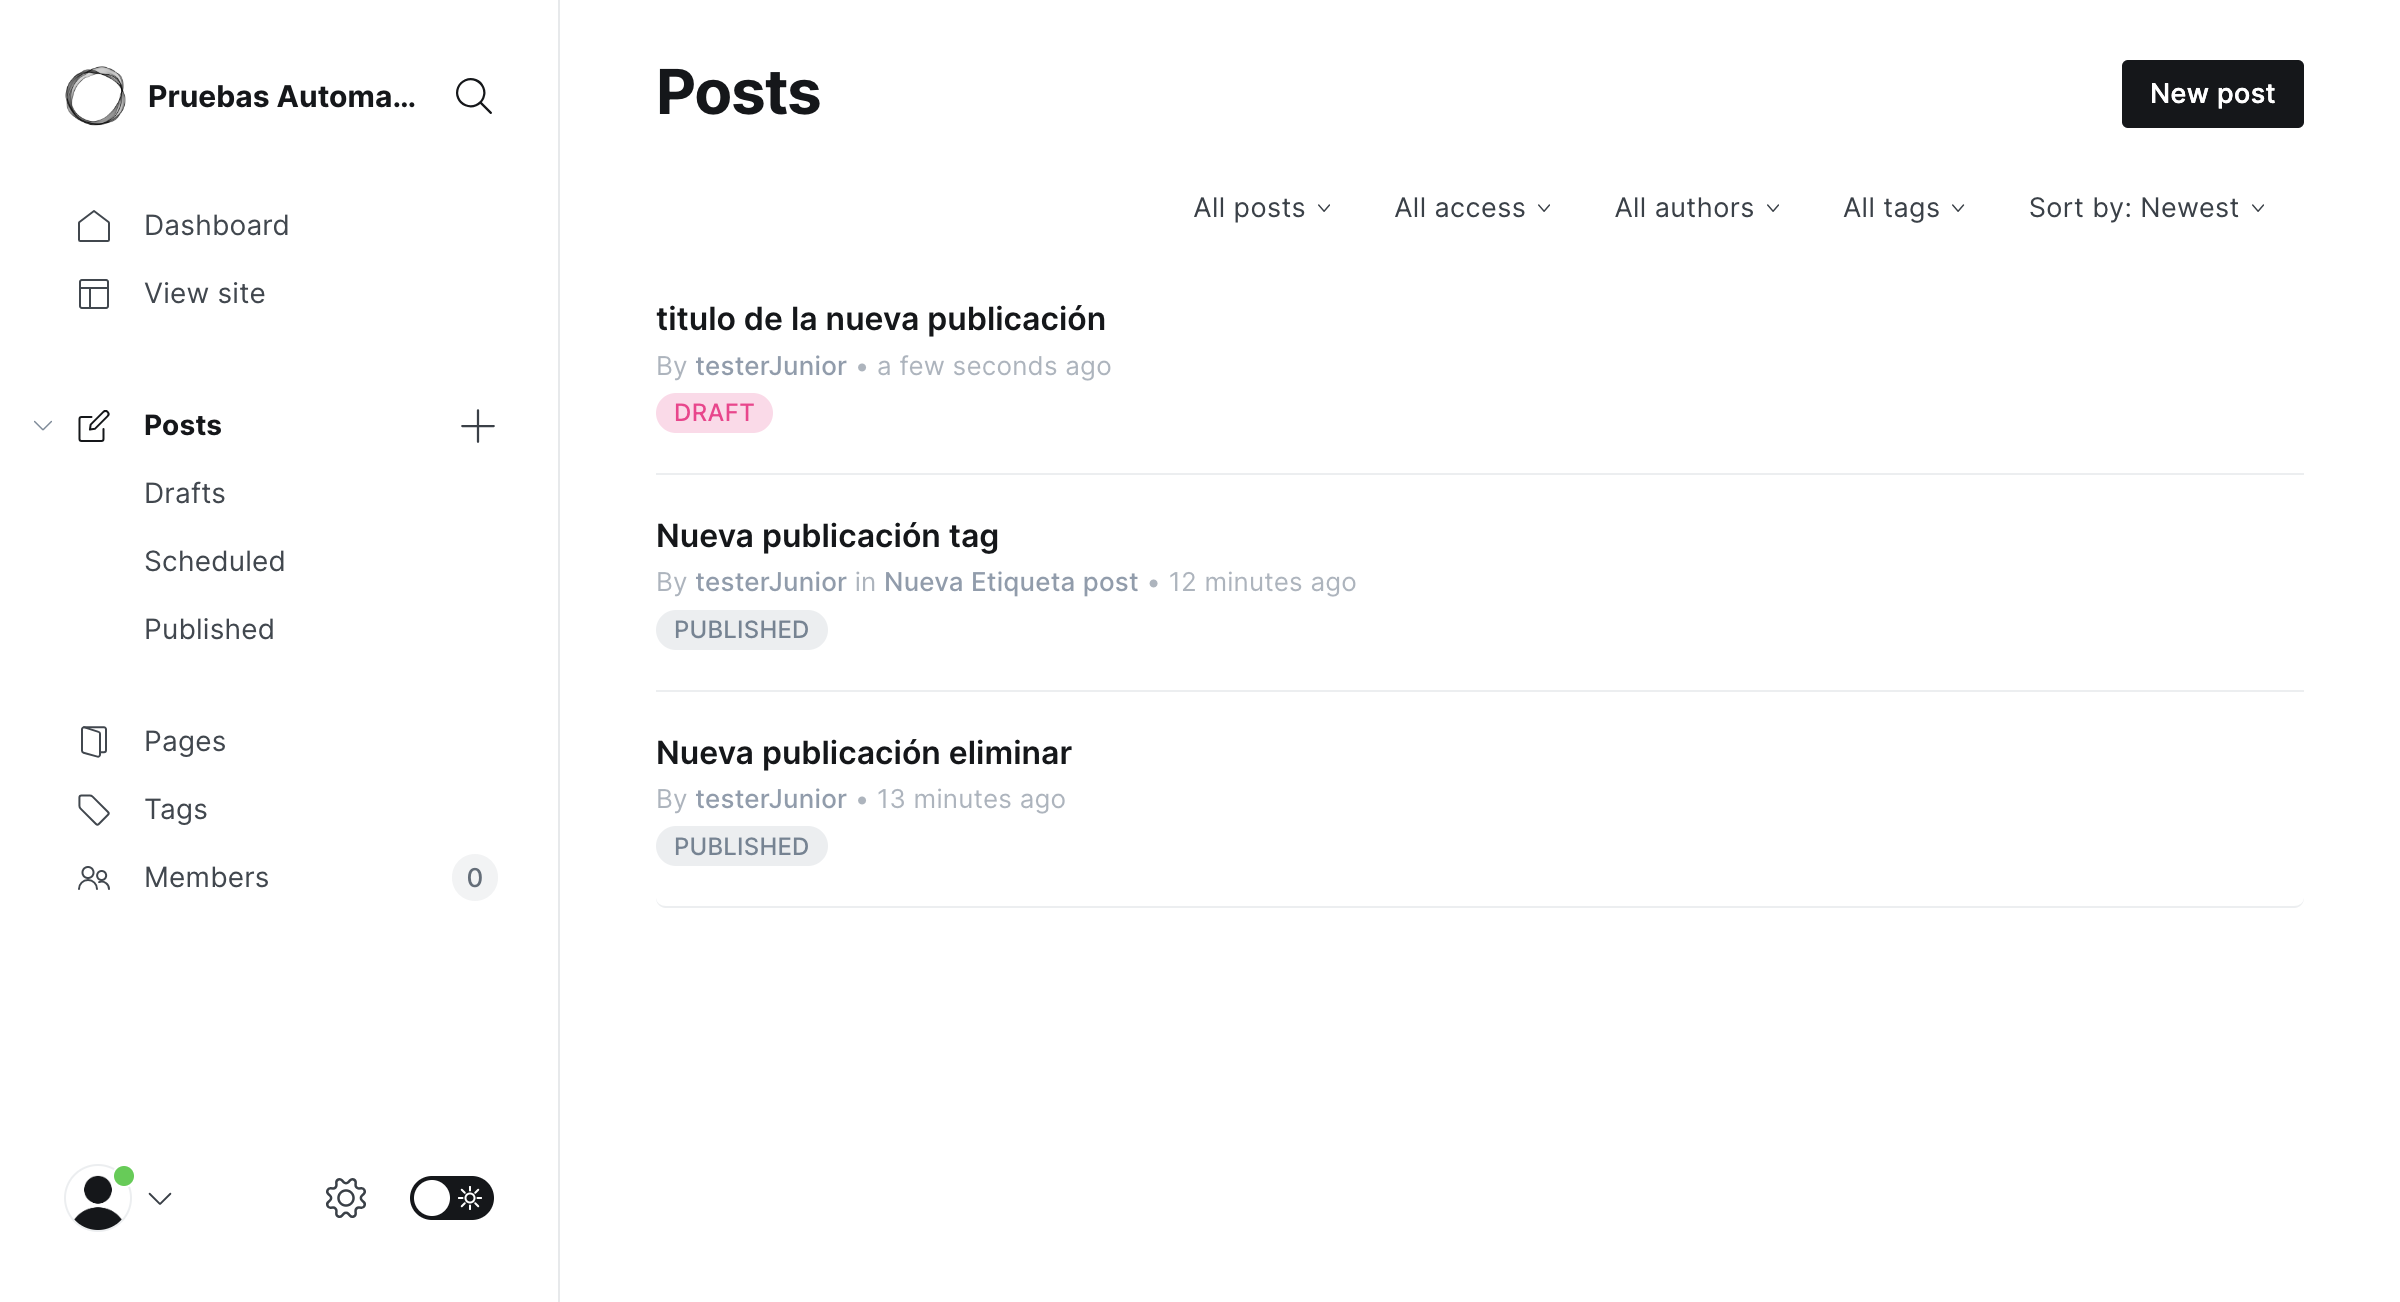 Pruebas Automa...
Dashboard
View site
Posts
Drafts
Scheduled
Published
Pages
Tags
Members 0
Posts
New post
All posts All access All authors All tags Sort by: Newest
titulo de la nueva publicación
By testerJunior • a few seconds ago
DRAFT
Nueva publicación tag
By testerJunior in Nueva Etiqueta post • 12 minutes ago
PUBLISHED
Nueva publicación eliminar
By testerJunior • 13 minutes ago
PUBLISHED